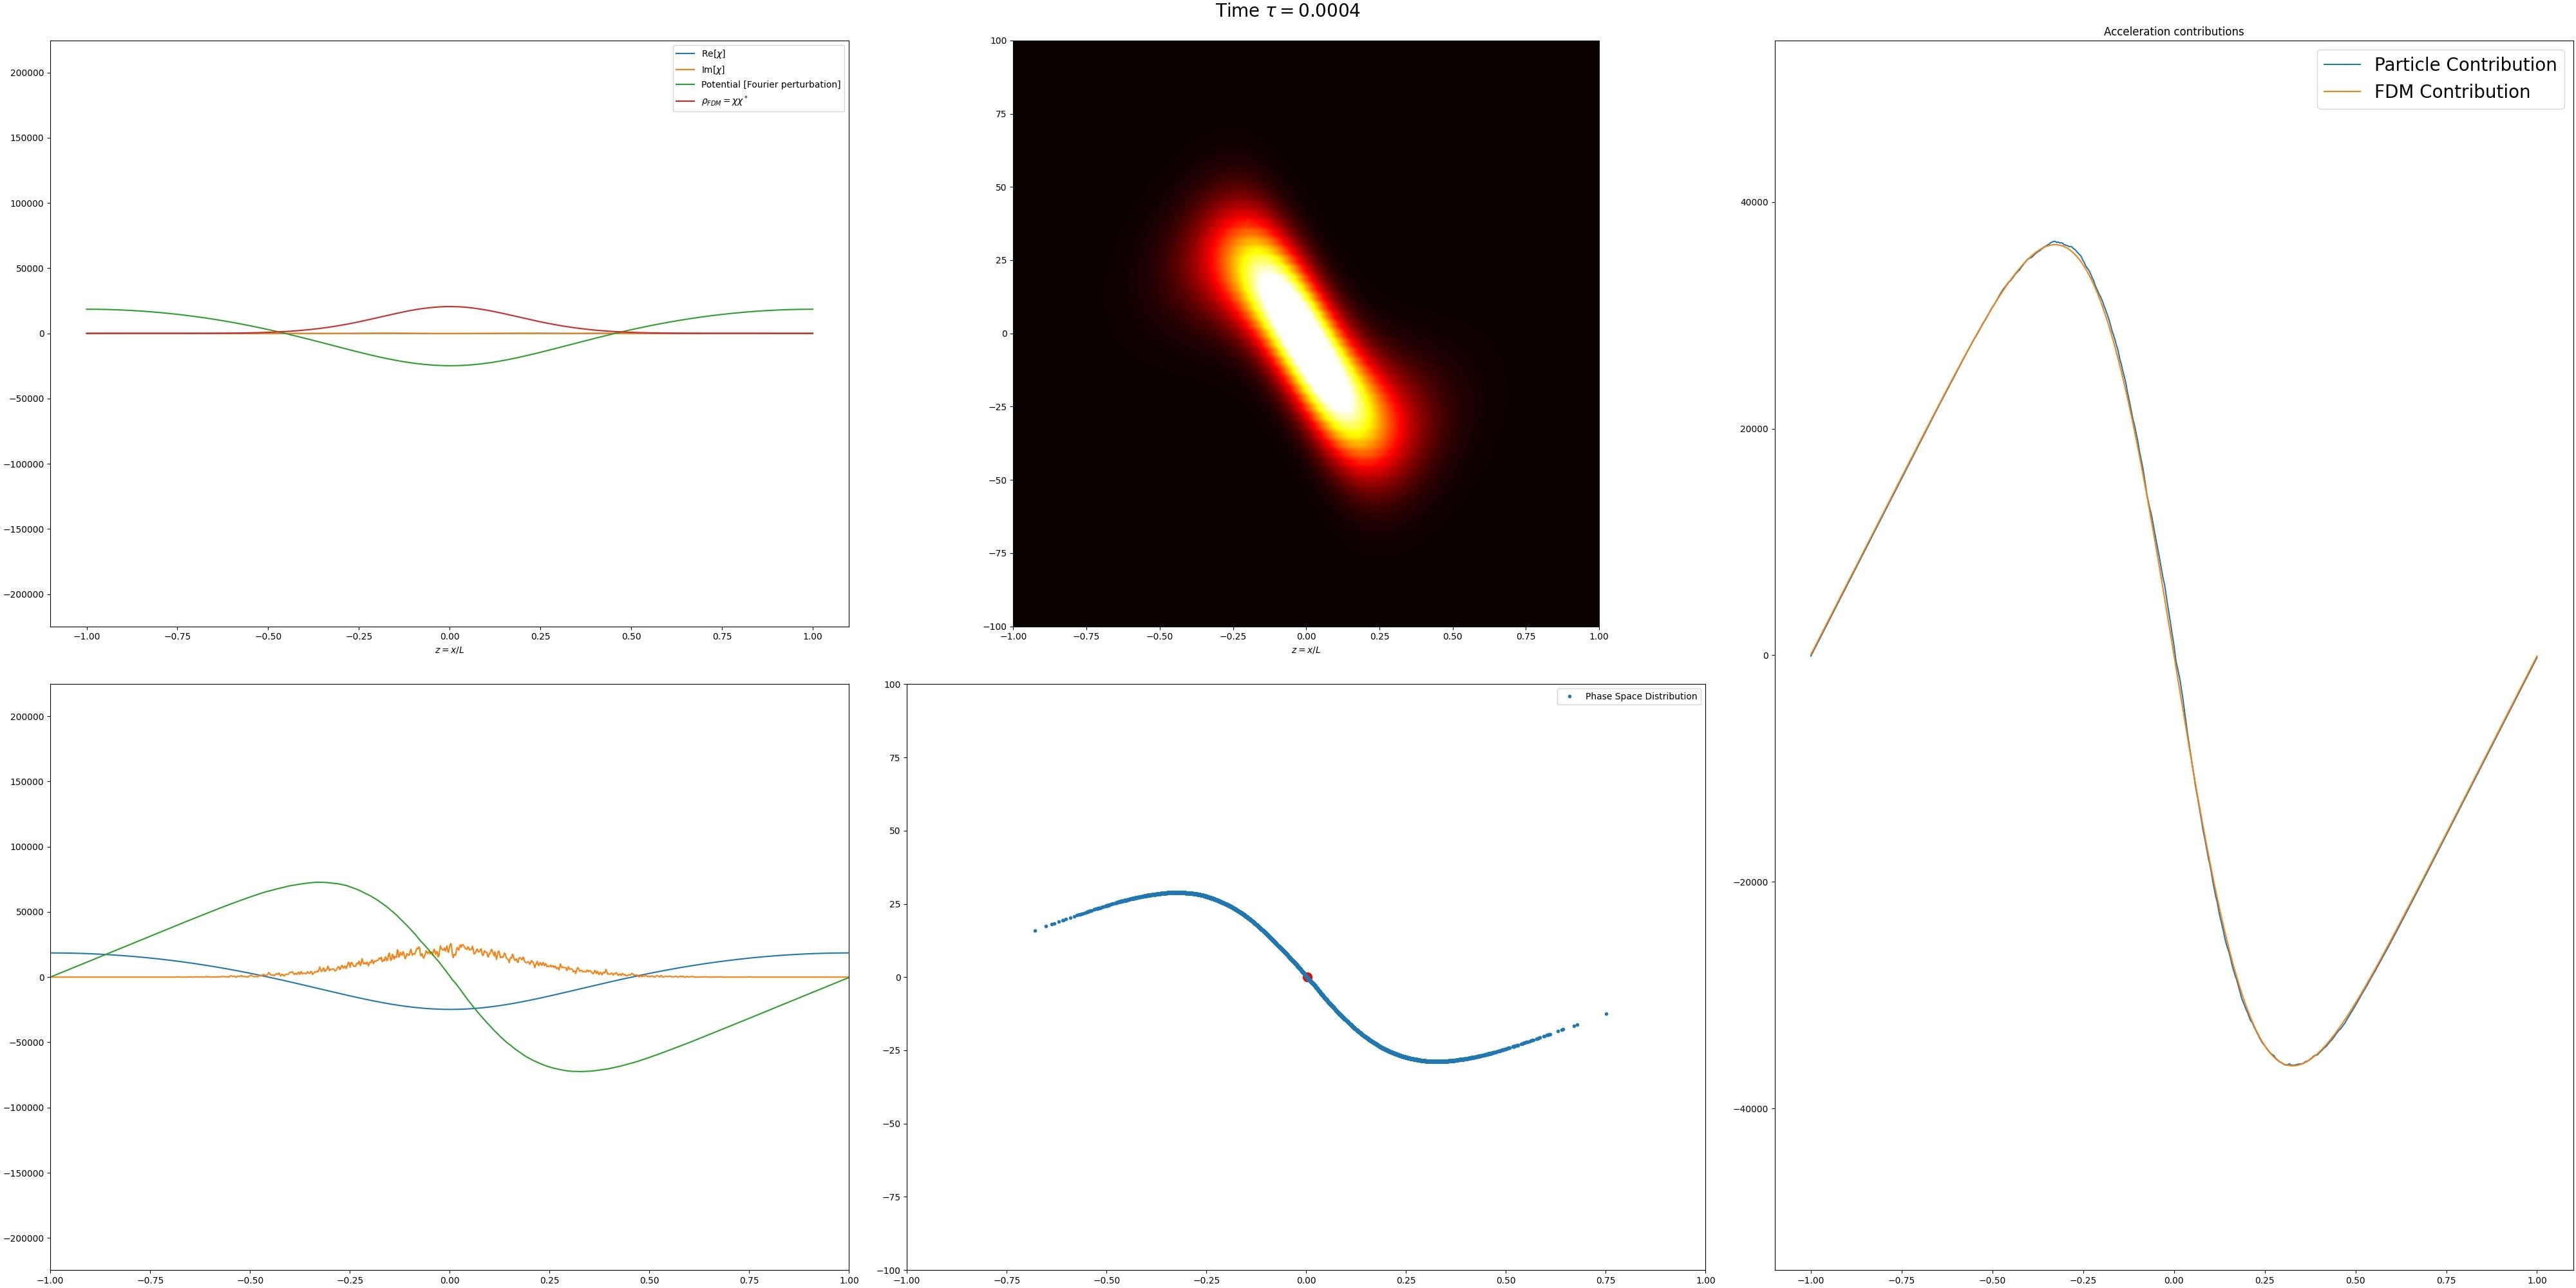 Time τ = 0.0004
Re[χ]
Im[χ]
Potential [Fourier perturbation]
ρFDM = χχ*
200000
150000
100000
50000
0
−50000
−100000
−150000
−200000
−1.00 −0.75 −0.50 −0.25 0.00 0.25 0.50 0.75 1.00
z = x/L
100
75
50
25
0
−25
−50
−75
−100
−1.00 −0.75 −0.50 −0.25 0.00 0.25 0.50 0.75 1.00
z = x/L
Acceleration contributions
Particle Contribution
FDM Contribution
40000
20000
0
−20000
−40000
−1.00 −0.75 −0.50 −0.25 0.00 0.25 0.50 0.75 1.00
200000
150000
100000
50000
0
−50000
−100000
−150000
−200000
−1.00 −0.75 −0.50 −0.25 0.00 0.25 0.50 0.75 1.00
Phase Space Distribution
100
75
50
25
0
−25
−50
−75
−100
−1.00 −0.75 −0.50 −0.25 0.00 0.25 0.50 0.75 1.00